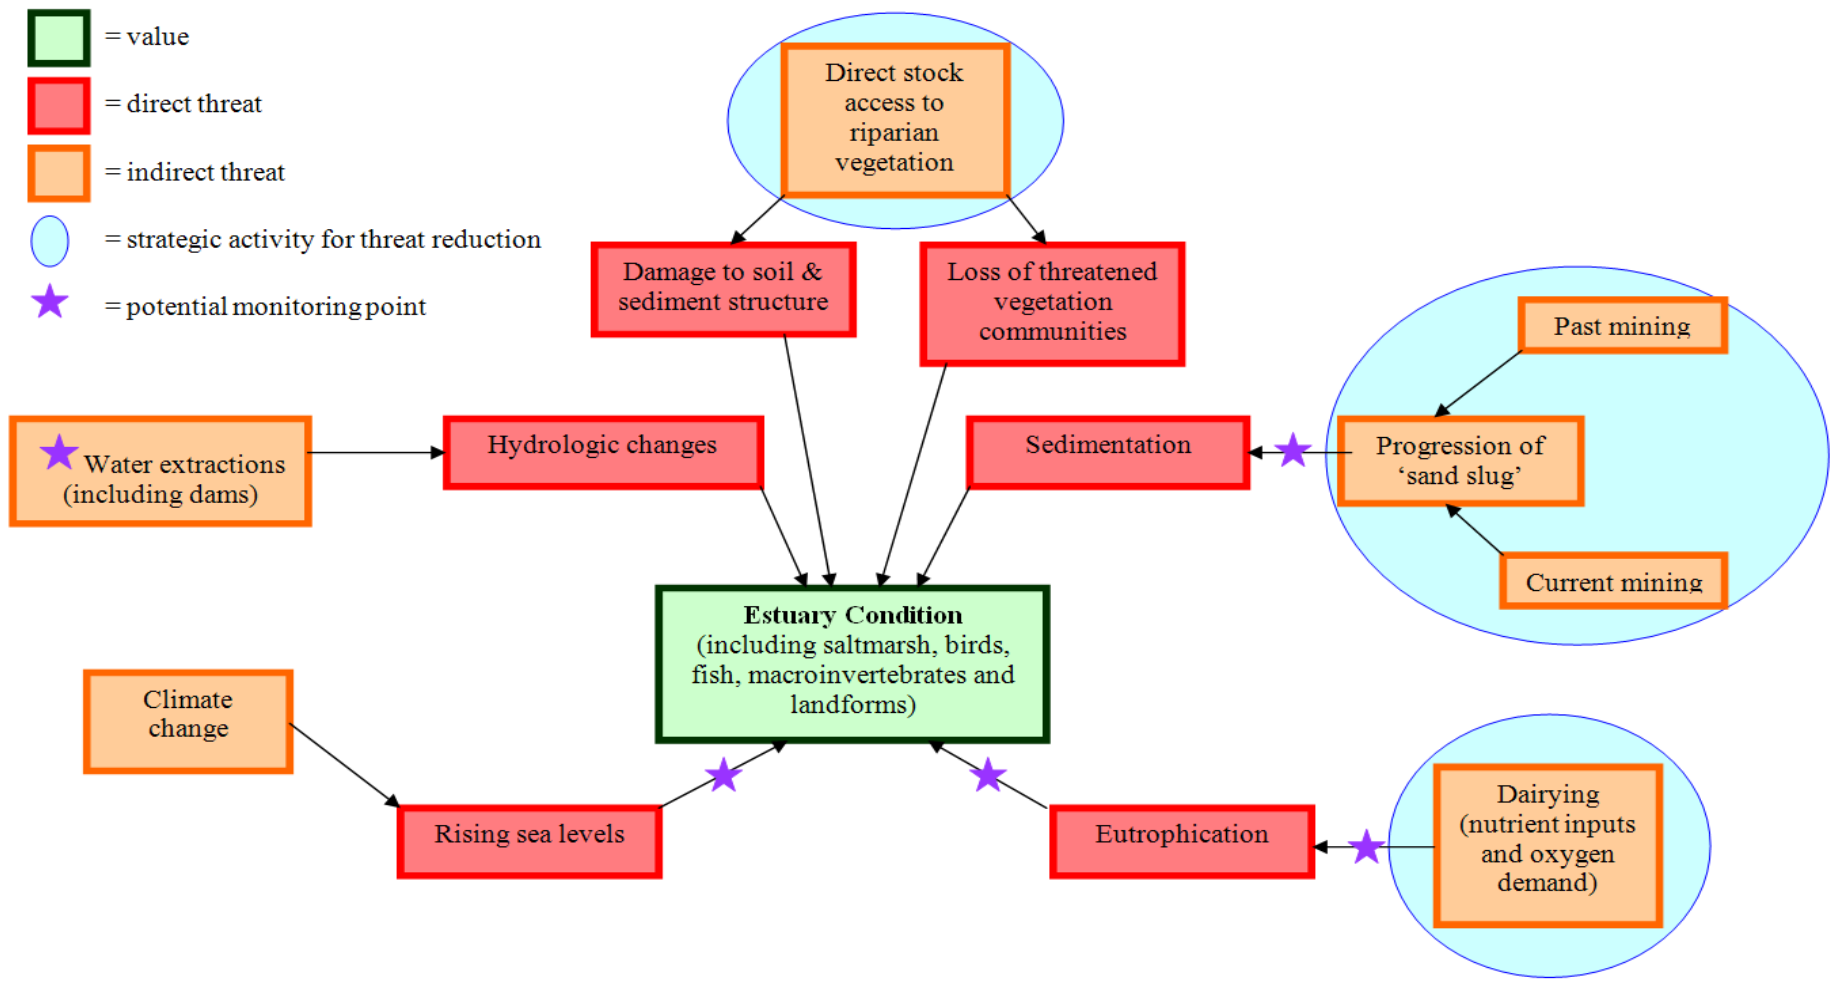 = value
= direct threat
= indirect threat
= strategic activity for threat reduction
= potential monitoring point
Direct stock
access to
riparian
vegetation
Damage to soil &
sediment structure
Loss of threatened
vegetation
communities
Past mining
Water extractions
(including dams)
Hydrologic changes
Sedimentation
Progression of
‘sand slug’
Current mining
Estuary Condition
(including saltmarsh, birds,
fish, macroinvertebrates and
landforms)
Climate
change
Rising sea levels
Eutrophication
Dairying
(nutrient inputs
and oxygen
demand)